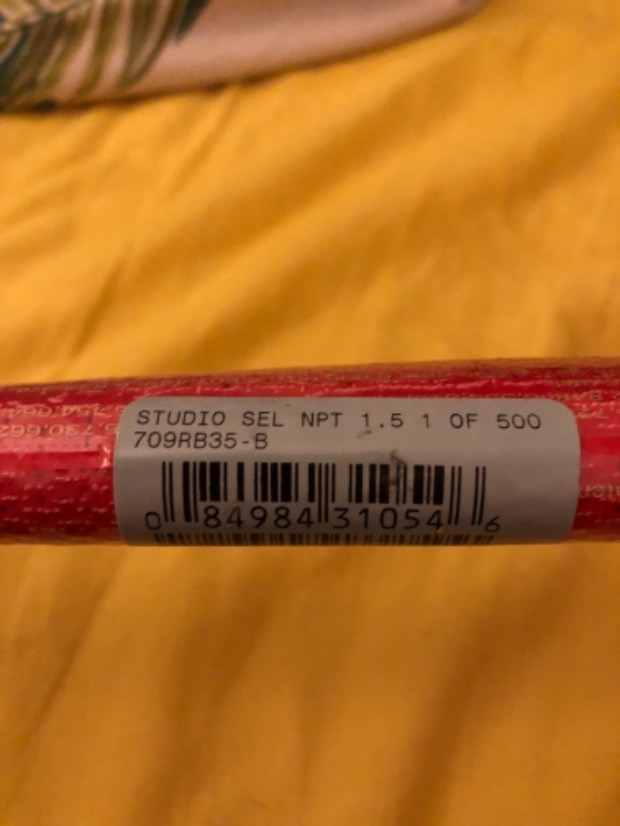 STUDIO SEL NPT 1.5 1 OF 500
709RB35-B
0 84984 31054 6